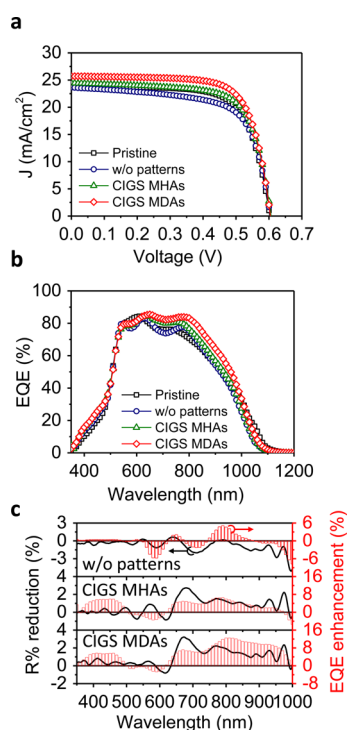 a
J (mA/cm²)
30
25
20
15
10
5
0
Pristine
w/o patterns
CIGS MHAs
CIGS MDAs
0.0 0.1 0.2 0.3 0.4 0.5 0.6 0.7
Voltage (V)
b
EQE (%)
100
80
60
40
20
0
Pristine
w/o patterns
CIGS MHAs
CIGS MDAs
400 600 800 1000 1200
Wavelength (nm)
c
R% reduction (%)
EQE enhancement (%)
3 6
2
0 0
-2
-3 -6
w/o patterns
4 16
CIGS MHAs
2 8
0 0
-2 -8
4 16
CIGS MDAs
2 8
0 0
-2 -8
400 500 600 700 800 900 1000
Wavelength (nm)